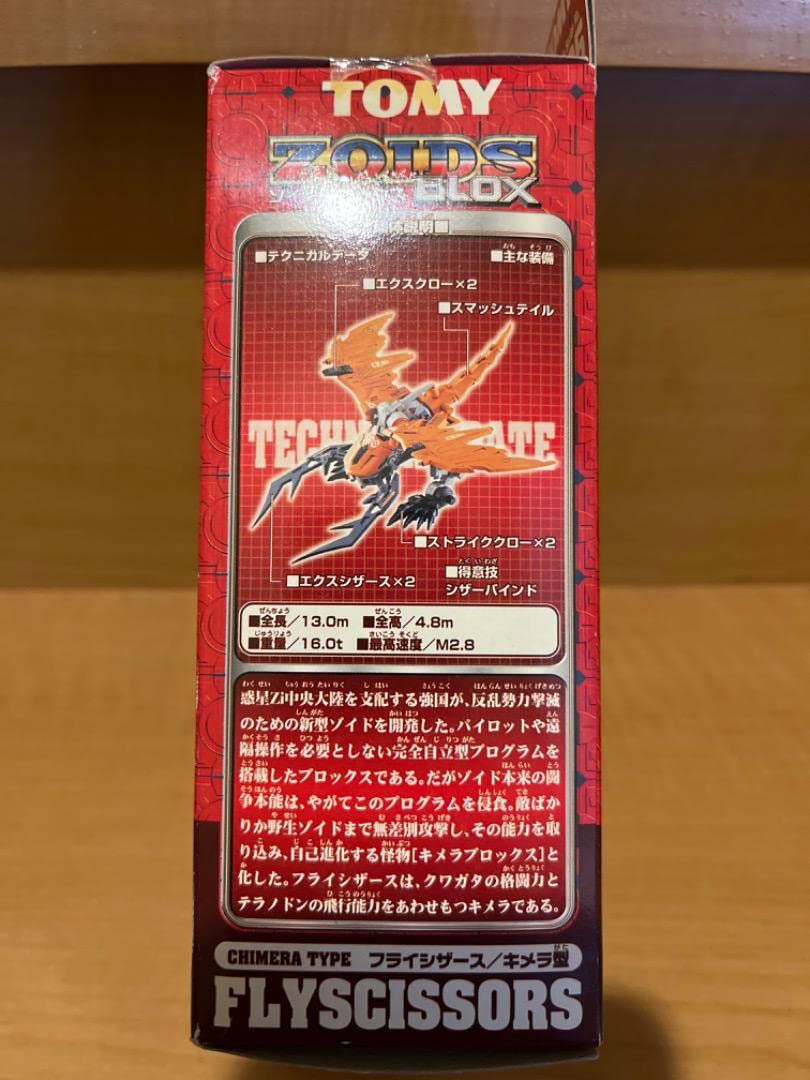 TOMY
ZOIDS
BLOX
体説明■
■テクニカルデータ
■主な装備
■エクスクロー×2
■スマッシュテイル
TECHN
ATE
■ストライククロー×2
■エクスシザース×2
■得意技
シザーバインド
■全長/13.0m ■全高/4.8m
■重量/16.0t ■最高速度/M2.8
惑星Zi中央大陸を支配する強国が、反乱勢力撃滅
のための新型ゾイドを開発した。パイロットや遠
隔操作を必要としない完全自立型プログラムを
搭載したブロックスである。だがゾイド本来の闘
争本能は、やがてこのプログラムを侵食。敵ばか
りか野生ゾイドまで無差別攻撃し、その能力を取
り込み、自己進化する怪物[キメラブロックス]と
化した。フライシザースは、クワガタの格闘力と
テラノドンの飛行能力をあわせもつキメラである。
CHIMERA TYPE フライシザース/キメラ型
FLYSCISSORS